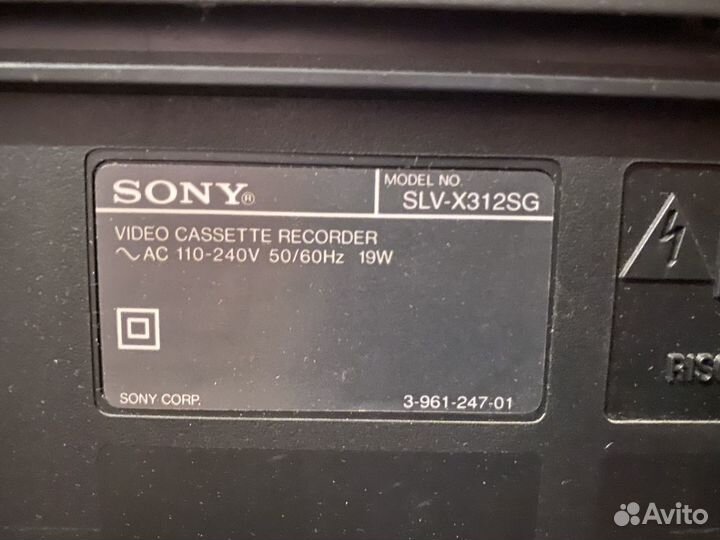 SONY®
MODEL NO.
SLV-X312SG
VIDEO CASSETTE RECORDER
~ AC 110-240V 50/60Hz 19W
SONY CORP.
3-961-247-01
Avito